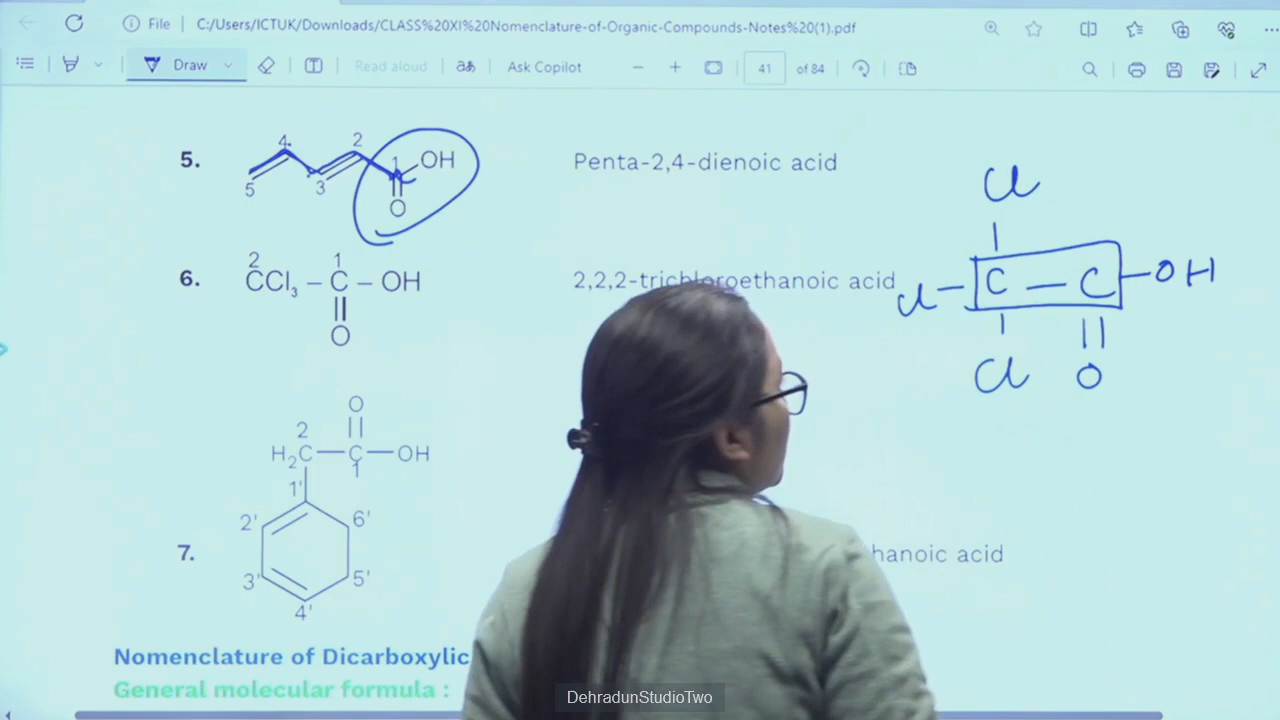 File | C:/Users/ICTUK/Downloads/CLASS%20XI%20Nomenclature-of-Organic-Compounds-Notes%20(1).pdf
Draw Read aloud aあ Ask Copilot 41 of 84
5. 5 4 3 2 1 OH O Penta-2,4-dienoic acid
Cl
6. 2 1 CCl₃ – C – OH 2,2,2-trichloroethanoic acid
O
Cl – C – C – OH
Cl O
O
2
H₂C – C – OH
1
1'
2' 6'
7. hanoic acid
3' 5'
4'
Nomenclature of Dicarboxylic
General molecular formula :
DehradunStudioTwo